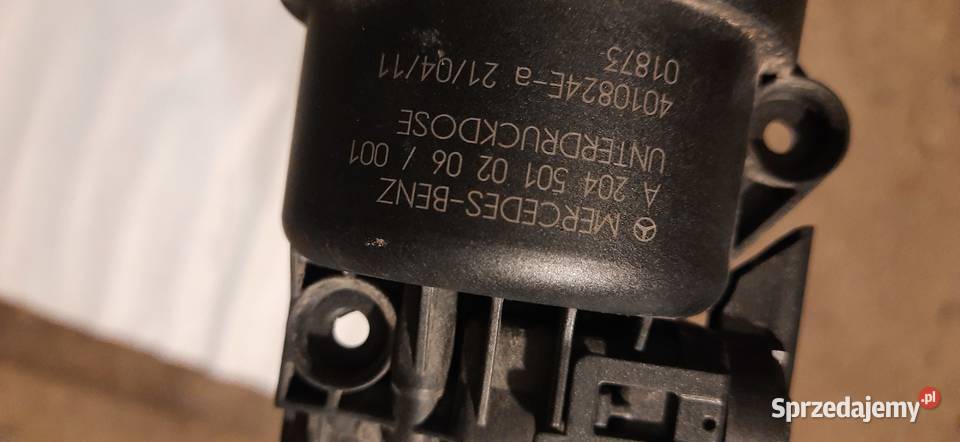 MERCEDES-BENZ
A 204 501 02 06 / 001
UNTERDRUCKDOSE
4010824E-a 21/04/11
01873
Sprzedajemy.pl